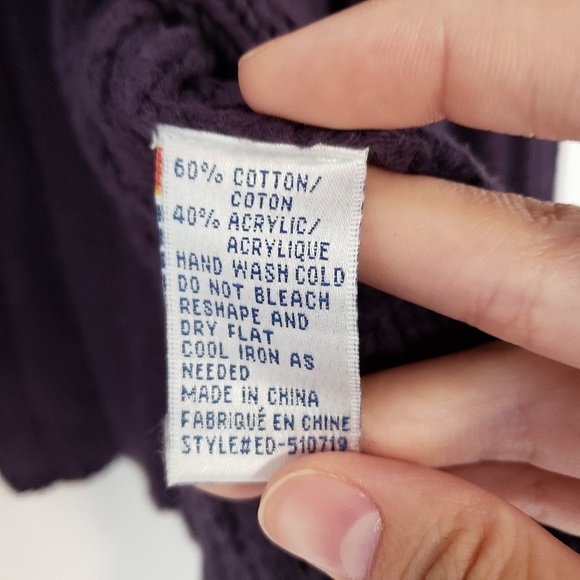 60% COTTON/
COTON
40% ACRYLIC/
ACRYLIQUE
HAND WASH COLD
DO NOT BLEACH
RESHAPE AND
DRY FLAT
COOL IRON AS
NEEDED
MADE IN CHINA
FABRIQUÉ EN CHINE
STYLE#ED-510719